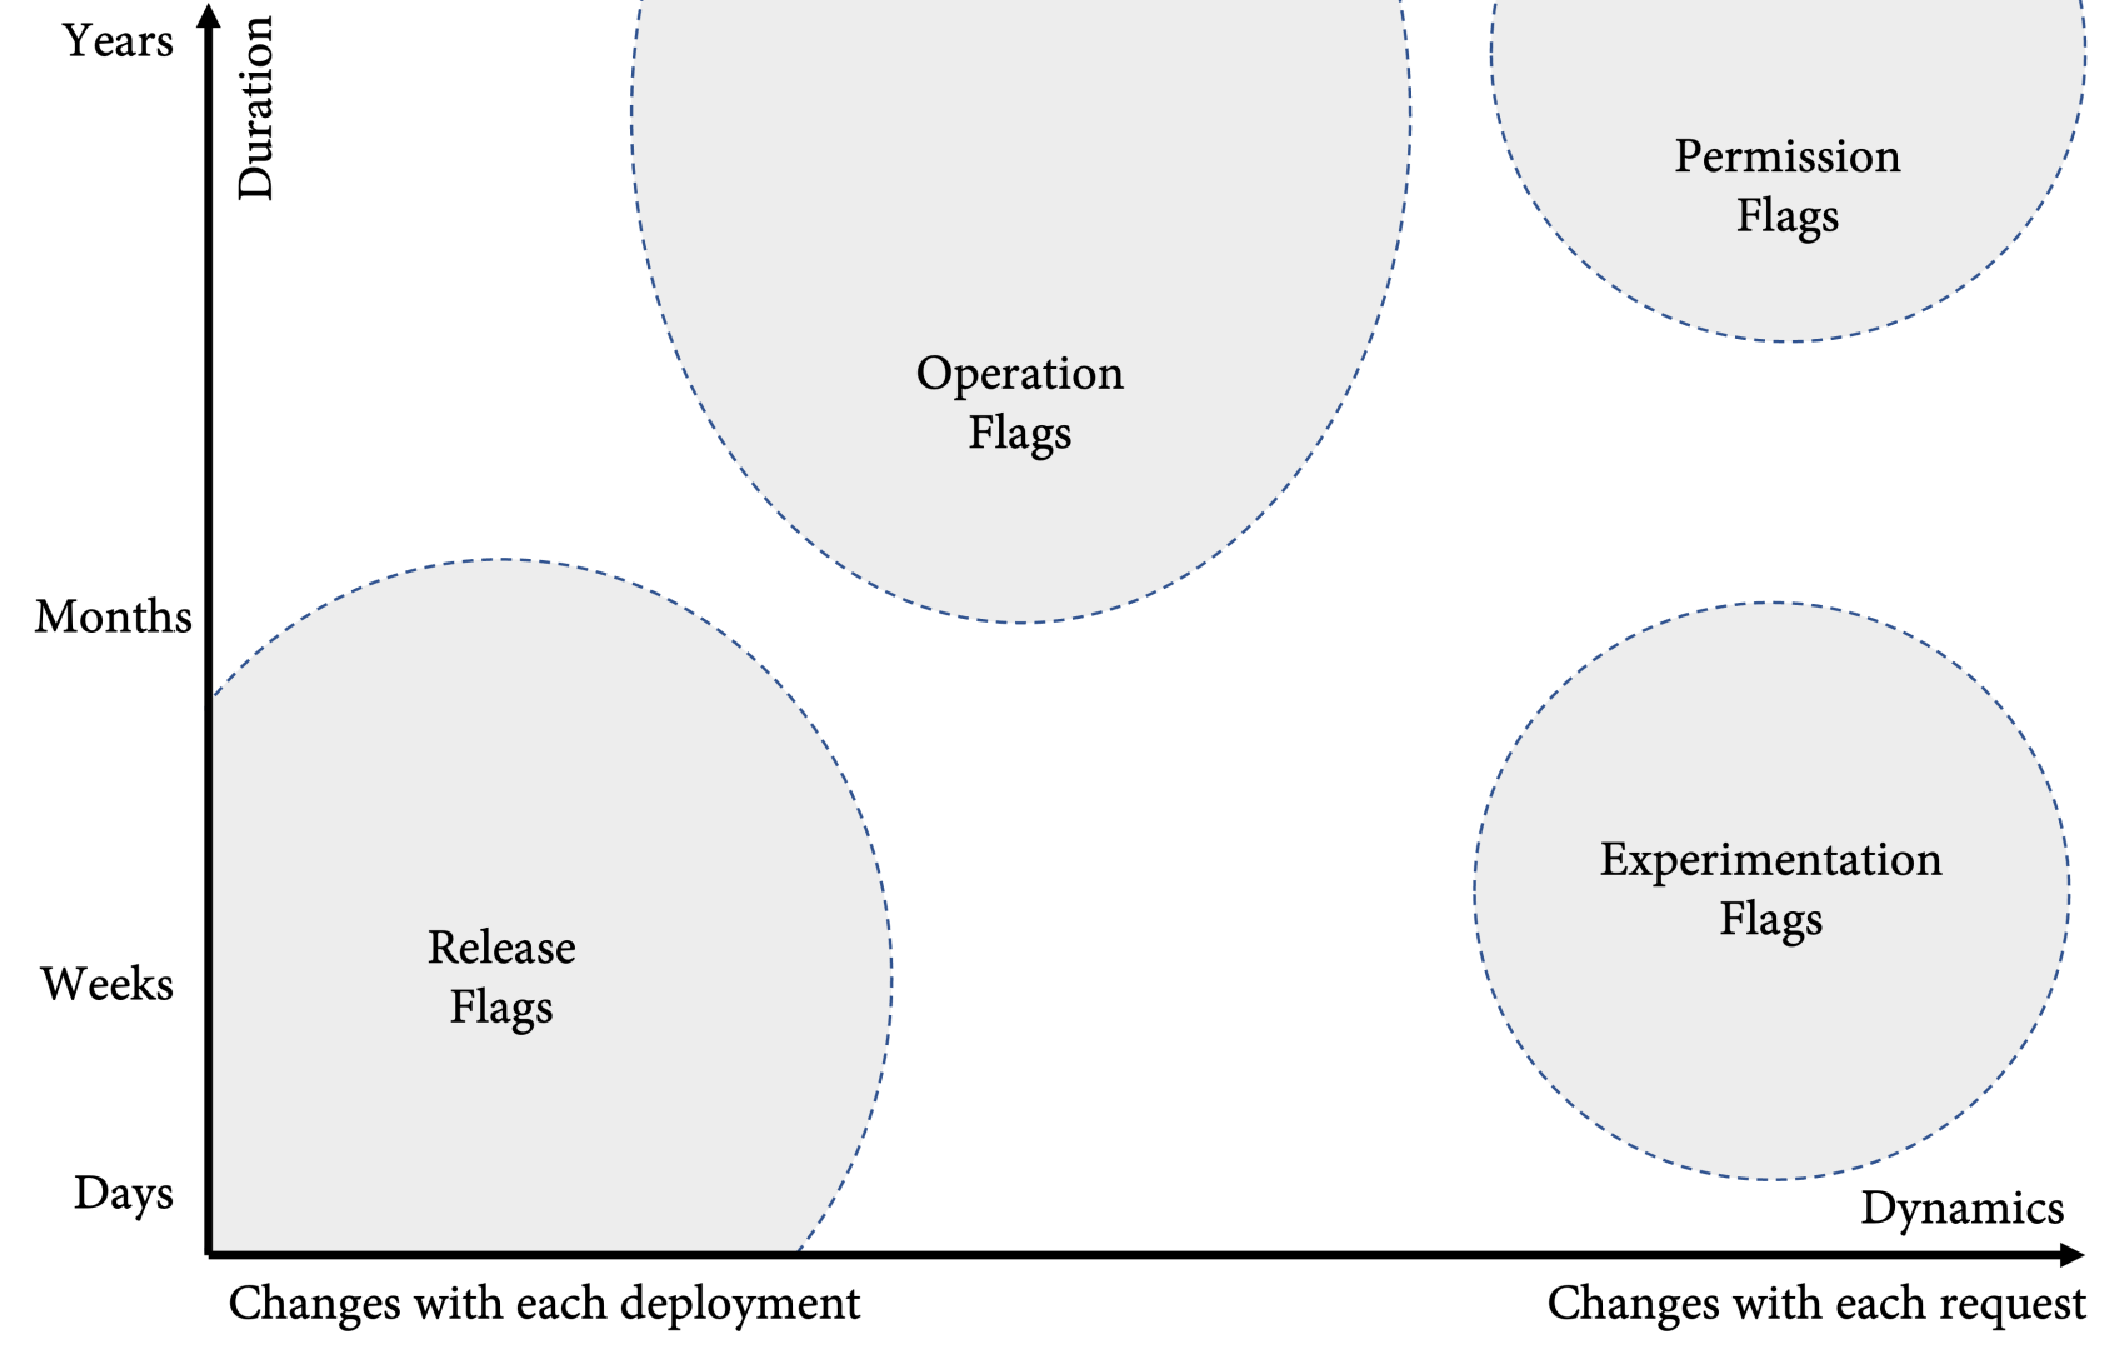 Years
Duration
Permission
Flags
Operation
Flags
Months
Experimentation
Flags
Release
Flags
Weeks
Days
Dynamics
Changes with each deployment
Changes with each request